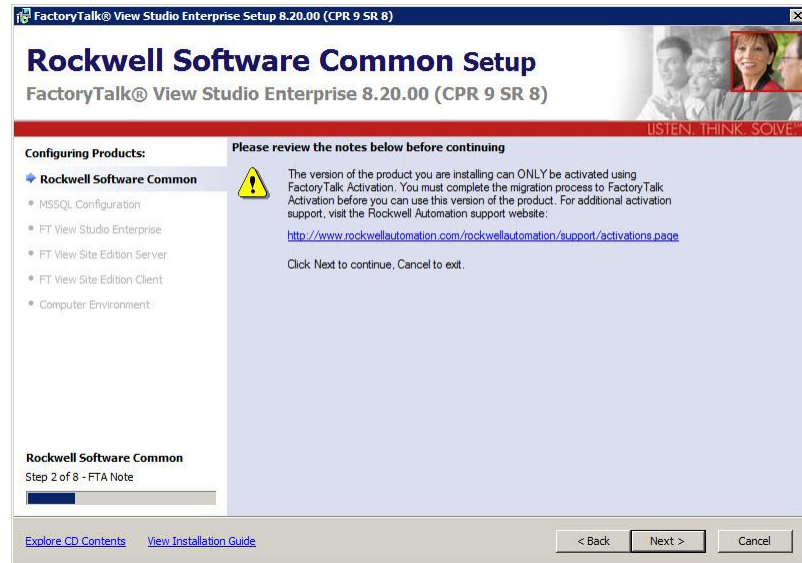 FactoryTalk® View Studio Enterprise Setup 8.20.00 (CPR 9 SR 8)
Rockwell Software Common Setup
FactoryTalk® View Studio Enterprise 8.20.00 (CPR 9 SR 8)
LISTEN. THINK. SOLVE.℠
Configuring Products:
Rockwell Software Common
MSSQL Configuration
FT View Studio Enterprise
FT View Site Edition Server
FT View Site Edition Client
Computer Environment
Rockwell Software Common
Step 2 of 8 - FTA Note
Please review the notes below before continuing
The version of the product you are installing can ONLY be activated using
FactoryTalk Activation. You must complete the migration process to FactoryTalk
Activation before you can use this version of the product. For additional activation
support, visit the Rockwell Automation support website:
http://www.rockwellautomation.com/rockwellautomation/support/activations.page
Click Next to continue, Cancel to exit.
Explore CD Contents View Installation Guide < Back Next > Cancel